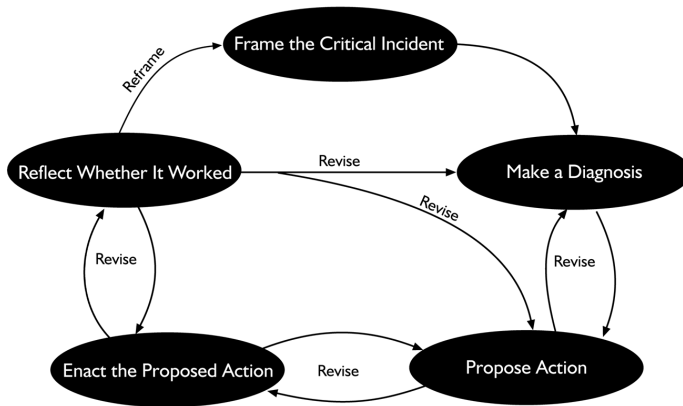 Frame the Critical Incident
Reframe
Reflect Whether It Worked
Revise
Make a Diagnosis
Revise
Revise
Revise
Enact the Proposed Action
Revise
Propose Action